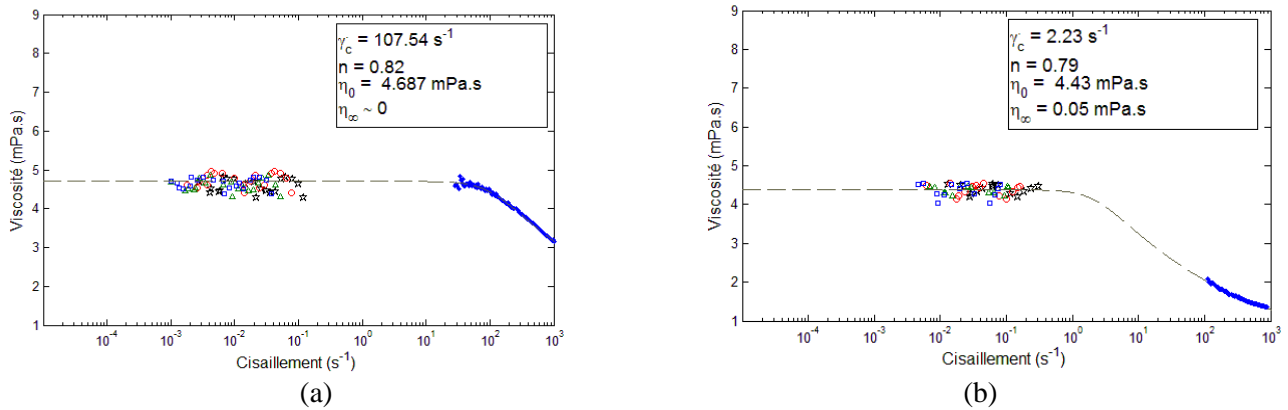 9
8
7
6
5
4
3
2
1
Viscosité (mPa.s)
γ̇c = 107.54 s⁻¹
n = 0.82
η₀ = 4.687 mPa.s
η∞ ~ 0
10⁻⁴ 10⁻³ 10⁻² 10⁻¹ 10⁰ 10¹ 10² 10³
Cisaillement (s⁻¹)
(a)
9
8
7
6
5
4
3
2
1
Viscosité (mPa.s)
γ̇c = 2.23 s⁻¹
n = 0.79
η₀ = 4.43 mPa.s
η∞ = 0.05 mPa.s
10⁻⁴ 10⁻³ 10⁻² 10⁻¹ 10⁰ 10¹ 10² 10³
Cisaillement (s⁻¹)
(b)